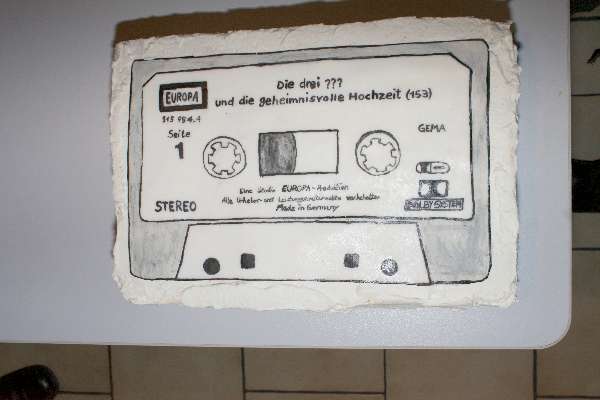 Die drei ???
und die geheimnisvolle Hochzeit (153)
EUROPA
115 984.1
Seite
1
GEMA
STEREO
Eine Studio EUROPA-Produktion
Alle Urheber- und Leistungsschutzrechte vorbehalten
Made in Germany
DOLBY SYSTEM